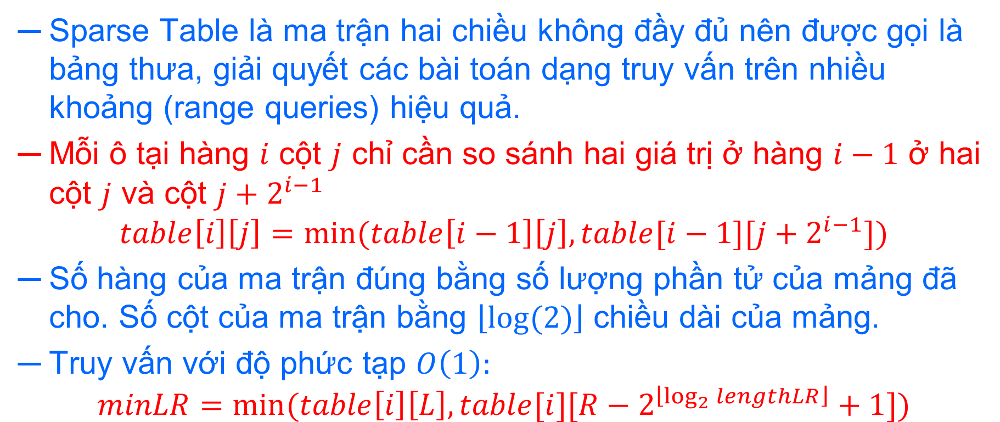 — Sparse Table là ma trận hai chiều không đầy đủ nên được gọi là
bảng thưa, giải quyết các bài toán dạng truy vấn trên nhiều
khoảng (range queries) hiệu quả.
— Mỗi ô tại hàng i cột j chỉ cần so sánh hai giá trị ở hàng i − 1 ở hai
cột j và cột j + 2^{i−1}
table[i][j] = min(table[i − 1][j], table[i − 1][j + 2^{i−1}])
— Số hàng của ma trận đúng bằng số lượng phần tử của mảng đã
cho. Số cột của ma trận bằng ⌊log(2)⌋ chiều dài của mảng.
— Truy vấn với độ phức tạp O(1):
minLR = min(table[i][L], table[i][R − 2^{⌊log₂ lengthLR⌋} + 1])